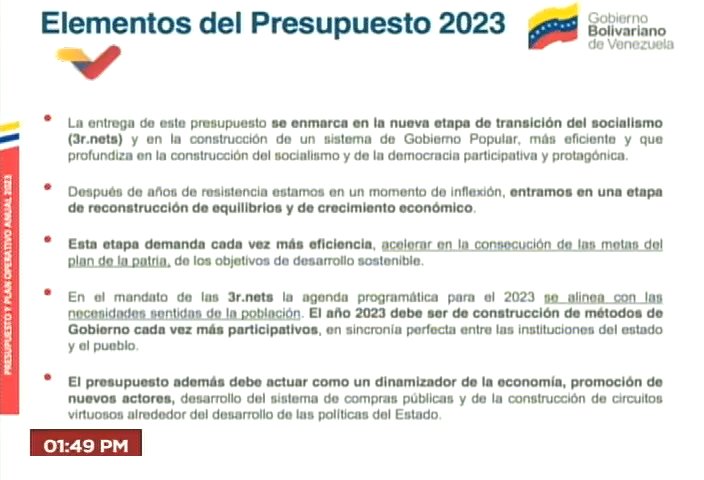 Elementos del Presupuesto 2023
Gobierno
Bolivariano
de Venezuela
• La entrega de este presupuesto se enmarca en la nueva etapa de transición del socialismo
(3r.nets) y en la construcción de un sistema de Gobierno Popular, más eficiente y que
profundiza en la construcción del socialismo y de la democracia participativa y protagónica.
• Después de años de resistencia estamos en un momento de inflexión, entramos en una etapa
de reconstrucción de equilibrios y de crecimiento económico.
• Esta etapa demanda cada vez más eficiencia, acelerar en la consecución de las metas del
plan de la patria, de los objetivos de desarrollo sostenible.
• En el mandato de las 3r.nets la agenda programática para el 2023 se alinea con las
necesidades sentidas de la población. El año 2023 debe ser de construcción de métodos de
Gobierno cada vez más participativos, en sincronía perfecta entre las instituciones del estado
y el pueblo.
• El presupuesto además debe actuar como un dinamizador de la economía, promoción de
nuevos actores, desarrollo del sistema de compras públicas y de la construcción de circuitos
virtuosos alrededor del desarrollo de las políticas del Estado.
PRESUPUESTO Y PLAN OPERATIVO ANUAL 2023
01:49 PM